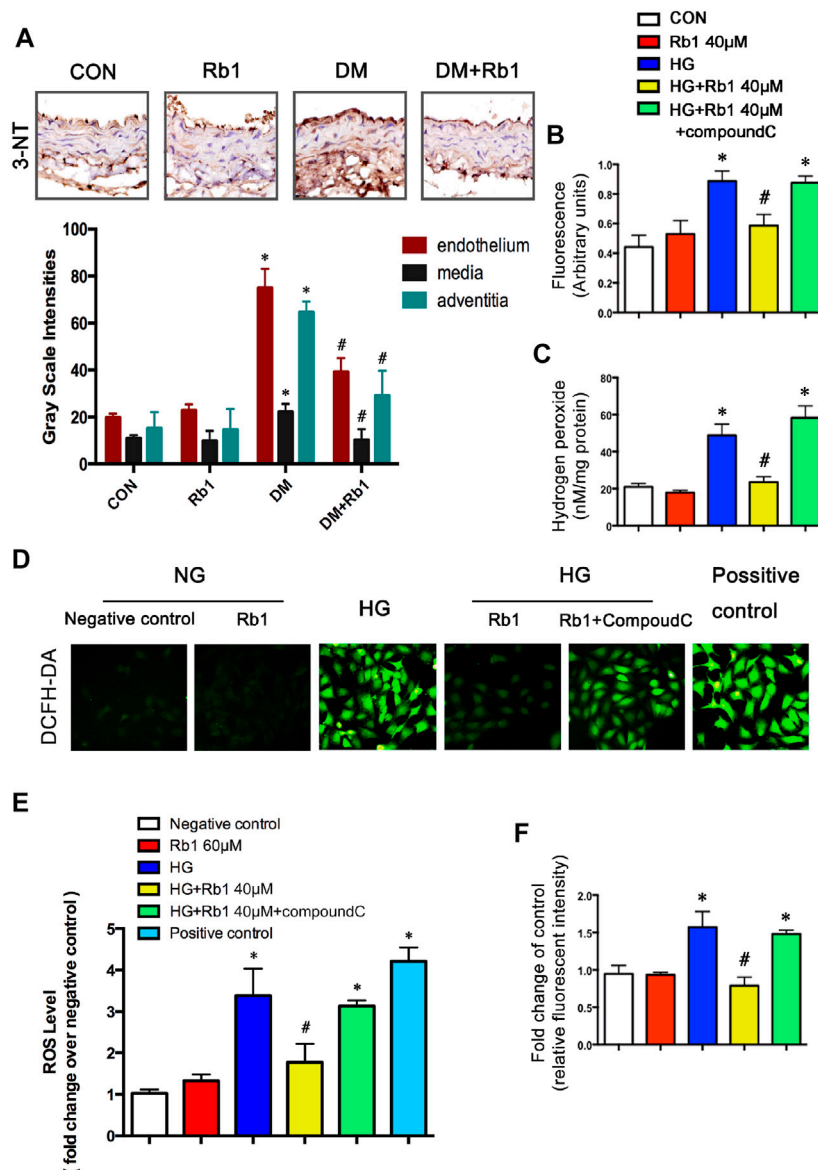 A
CON
Rb1
DM
DM+Rb1
3-NT
Gray Scale Intensities
100
80
60
40
20
0
endothelium
media
adventitia
*
*
*
#
#
#
CON
Rb1
DM
DM+Rb1
CON
Rb1 40μM
HG
HG+Rb1 40μM
HG+Rb1 40μM
+compoundC
B
Fluorescence
(Arbitrary units)
1.0
0.8
0.6
0.4
0.2
0.0
*
#
*
C
Hydrogen peroxide
(nM/mg protein)
80
60
40
20
0
*
#
*
D
NG
Negative control
Rb1
HG
HG
Rb1
Rb1+CompoudC
Possitive
control
DCFH-DA
E
Negative control
Rb1 60μM
HG
HG+Rb1 40μM
HG+Rb1 40μM+compoundC
Positive control
ROS Level
fold change over negative control)
5
4
3
2
1
0
*
#
*
*
F
Fold change of control
(relative fluorescent intensity)
2.0
1.5
1.0
0.5
0.0
*
#
*